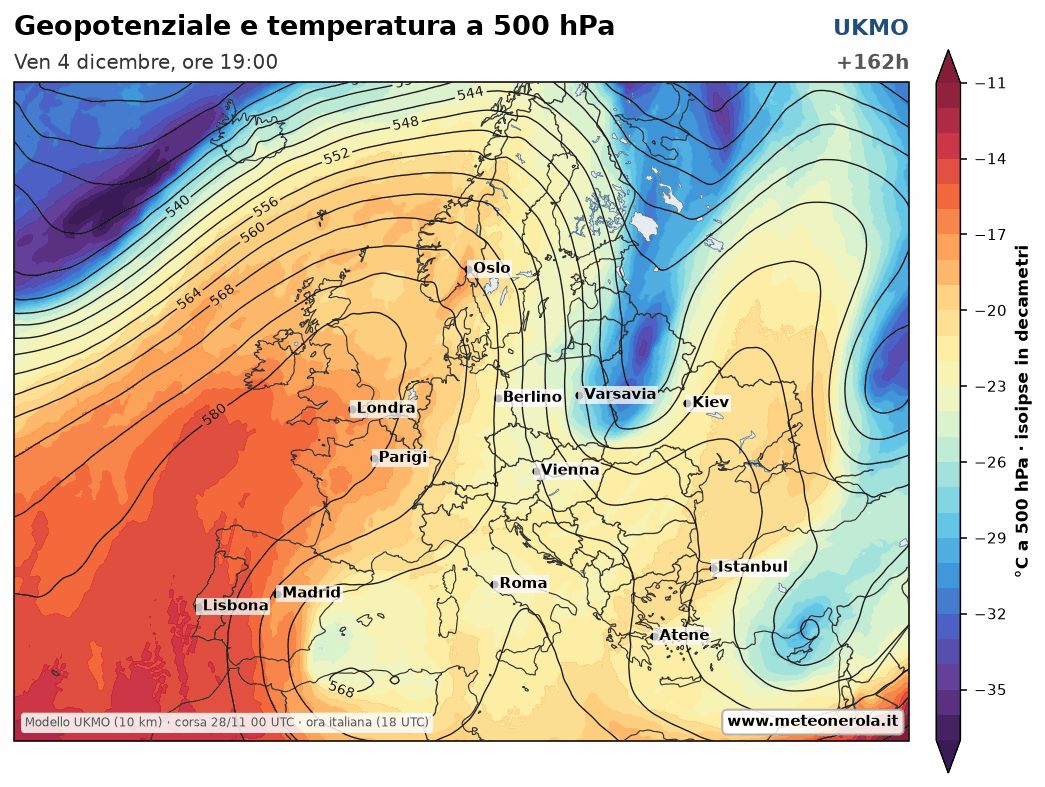 Geopotenziale e temperatura a 500 hPa
UKMO
Ven 4 dicembre, ore 19:00
+162h
544
548
552
556
540
560
564
568
580
568
Oslo
Berlino
Varsavia
Kiev
Londra
Parigi
Vienna
Istanbul
Roma
Madrid
Lisbona
Atene
Modello UKMO (10 km) · corsa 28/11 00 UTC · ora italiana (18 UTC)
www.meteonerola.it
−11
−14
−17
−20
−23
−26
−29
−32
−35
°C a 500 hPa · isoipse in decametri